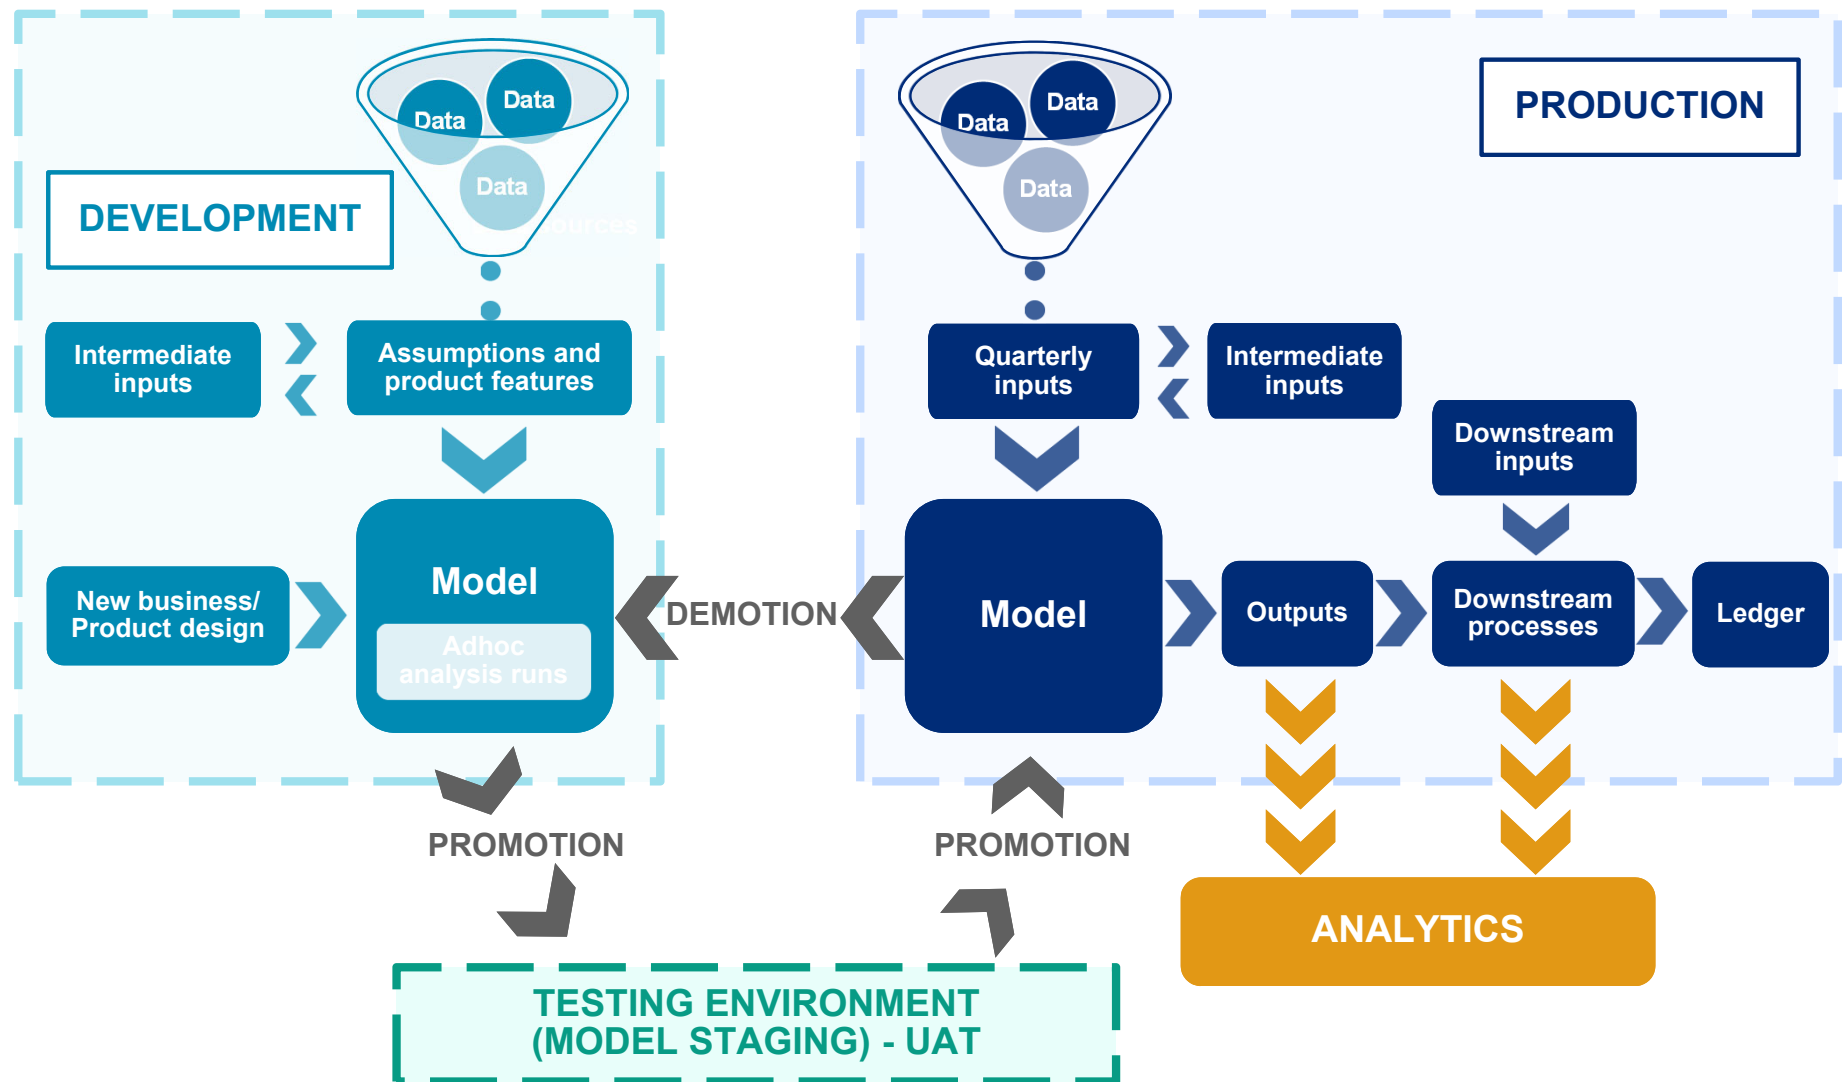 DEVELOPMENT
Data
Data
Data
sources
Intermediate
inputs
Assumptions and
product features
New business/
Product design
Model
Adhoc
analysis runs
DEMOTION
PRODUCTION
Data
Data
Data
Quarterly
inputs
Intermediate
inputs
Downstream
inputs
Model
Outputs
Downstream
processes
Ledger
PROMOTION
PROMOTION
ANALYTICS
TESTING ENVIRONMENT
(MODEL STAGING) - UAT